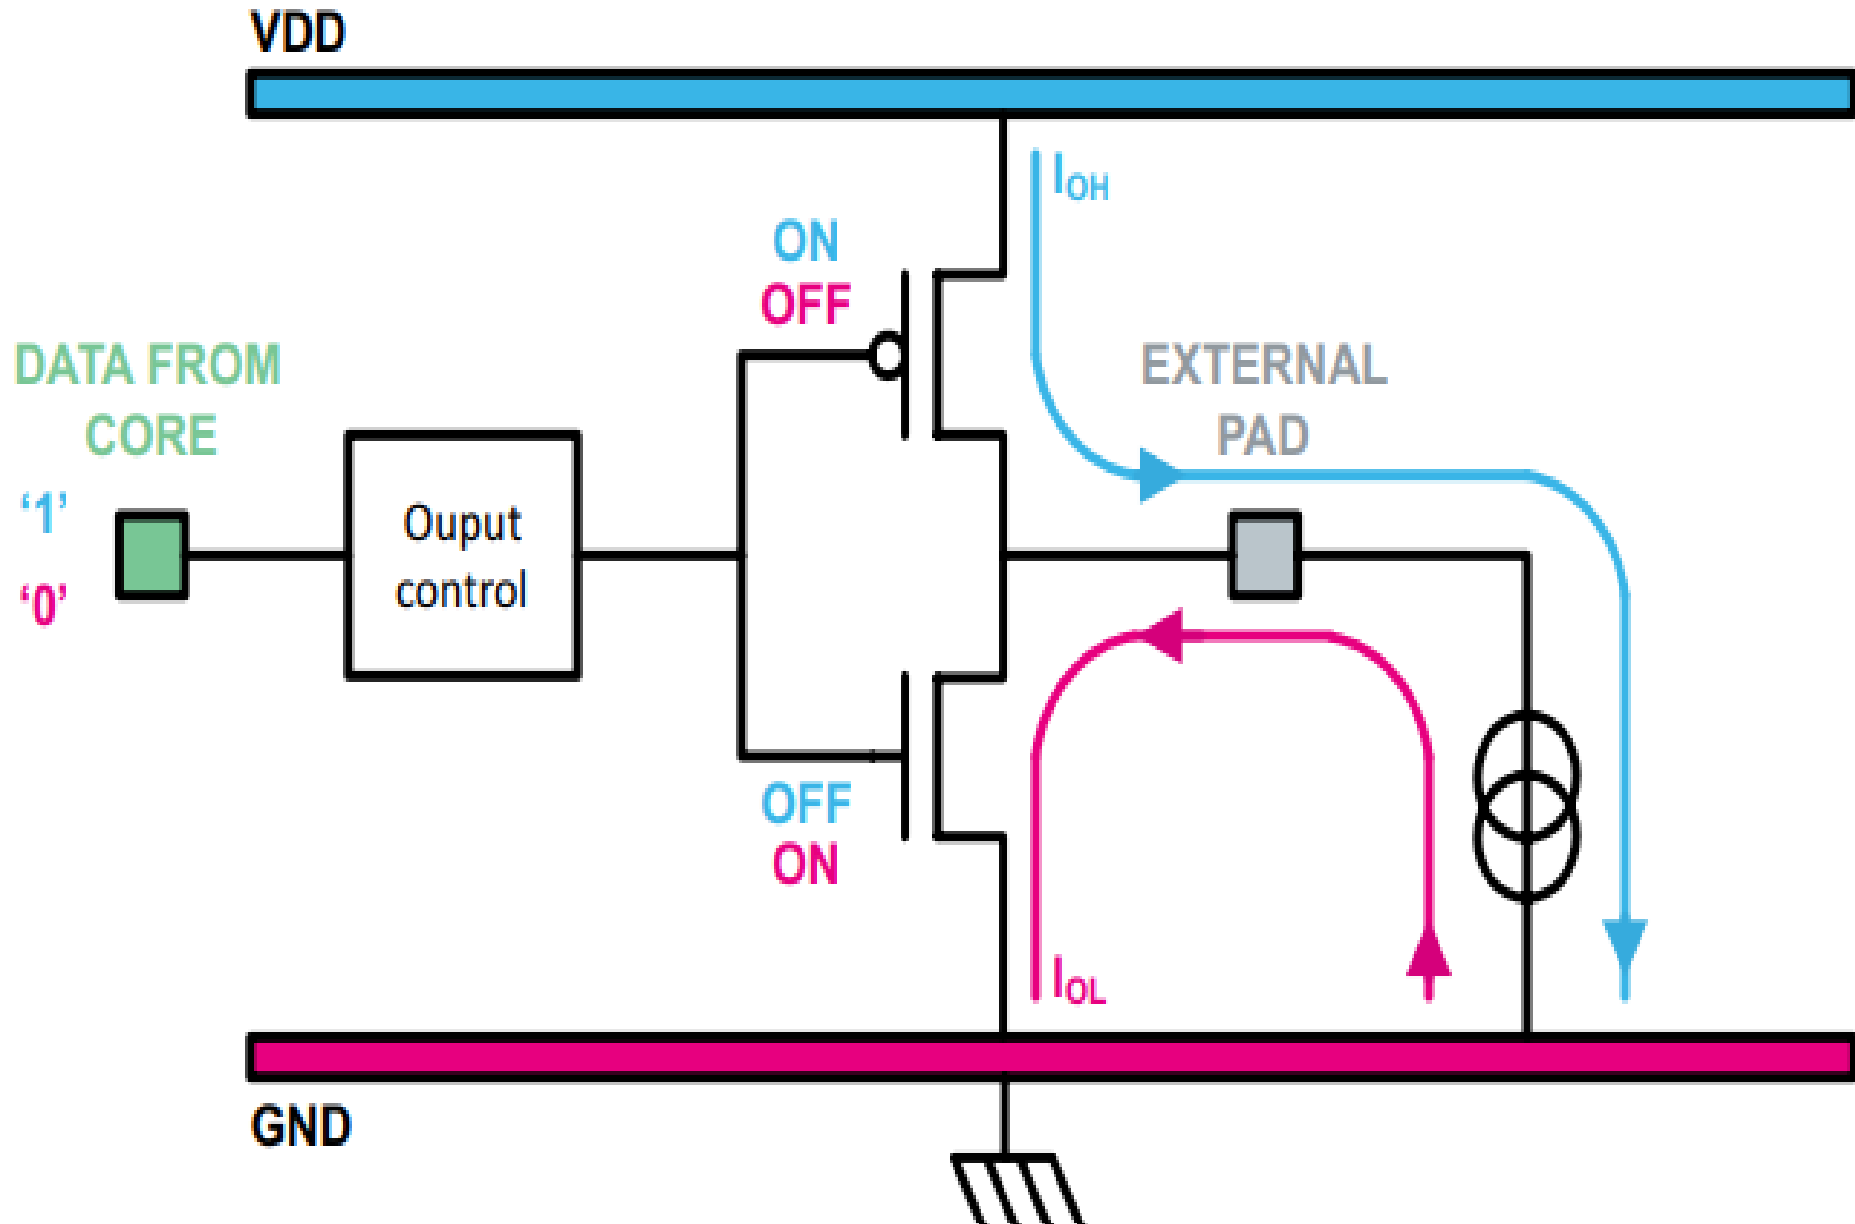 VDD
IOH
ON
OFF
DATA FROM
CORE
EXTERNAL
PAD
‘1’
‘0’
Ouput
control
OFF
ON
IOL
GND